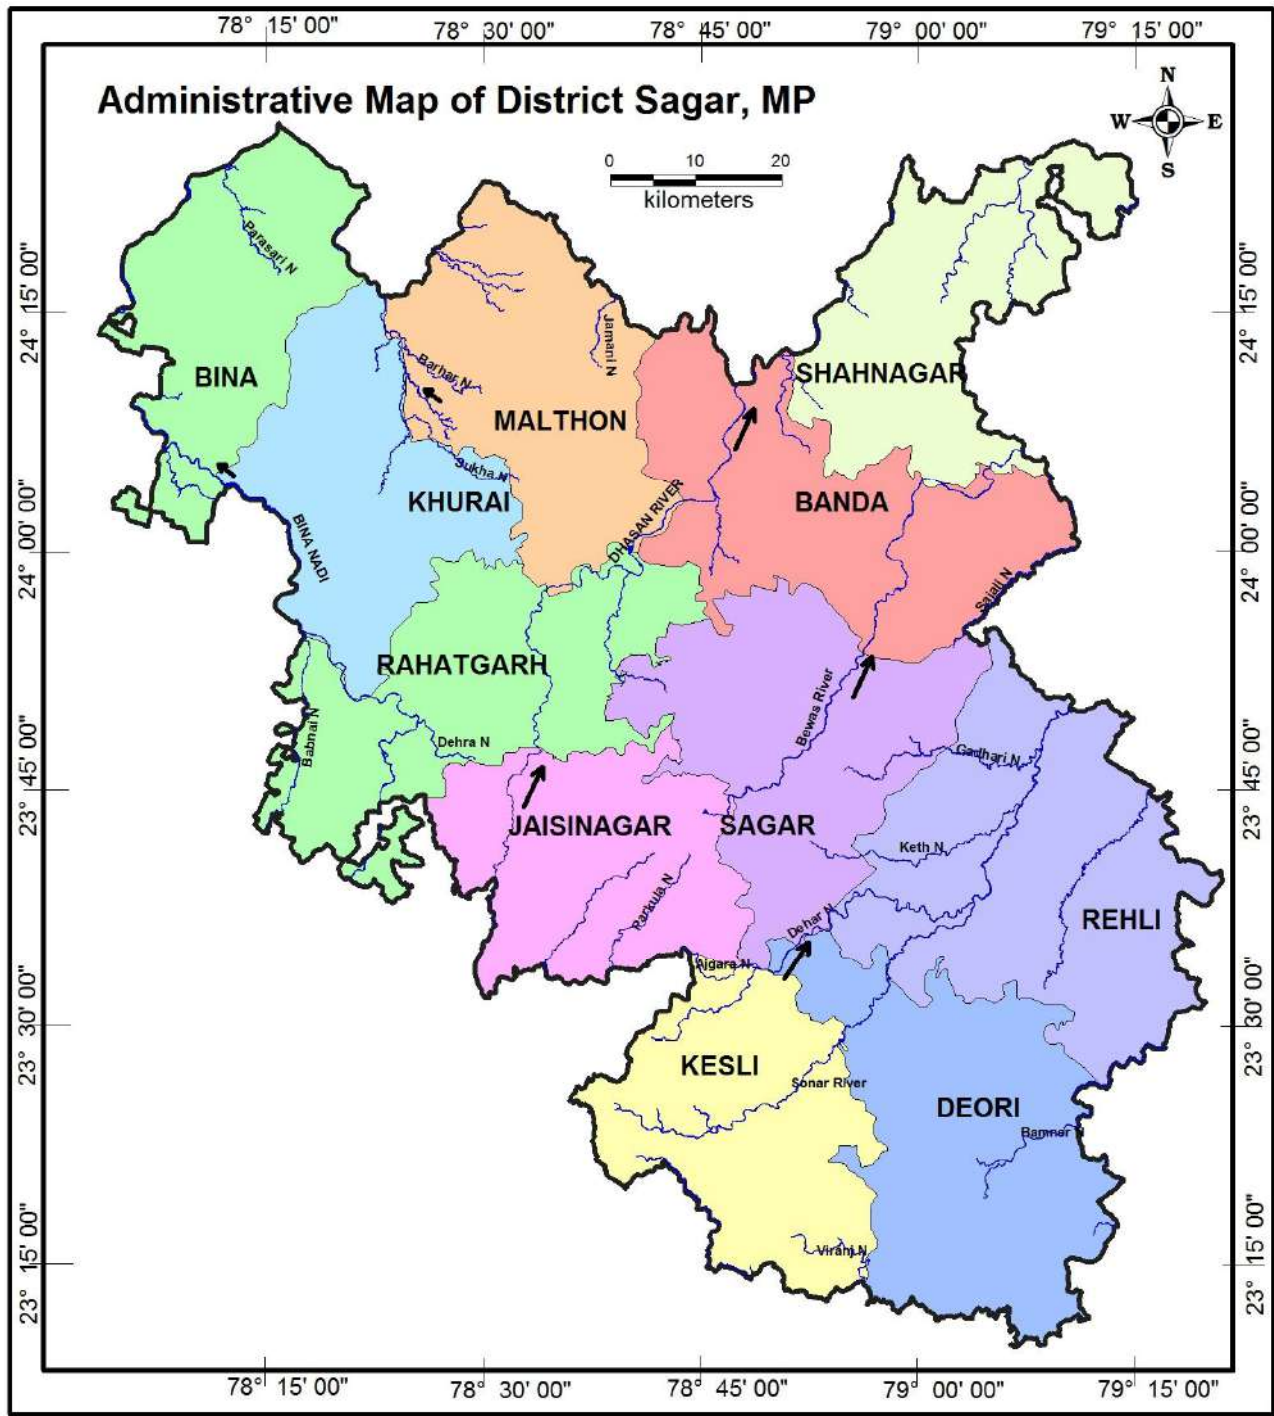 78° 15' 00" 78° 30' 00" 78° 45' 00" 79° 00' 00" 79° 15' 00"
Administrative Map of District Sagar, MP
N
W E
S
0 10 20
kilometers
Parasari N
24° 15' 00" 24° 15' 00"
Jamani N
Barhar N
BINA
SHAHNAGAR
MALTHON
Sukha N
KHURAI
BANDA
DHASAN RIVER
BINA NADI
24° 00' 00" 24° 00' 00"
Sajali N
RAHATGARH
Bewas River
Babnai N
Dehra N
Gadhari N
23° 45' 00" 23° 45' 00"
JAISINAGAR
SAGAR
Keth N
Parkula N
Dehar N
REHLI
Ajgara N
23° 30' 00" 23° 30' 00"
KESLI
Sonar River
DEORI
Bamner N
Viranj N
23° 15' 00" 23° 15' 00"
78° 15' 00" 78° 30' 00" 78° 45' 00" 79° 00' 00" 79° 15' 00"